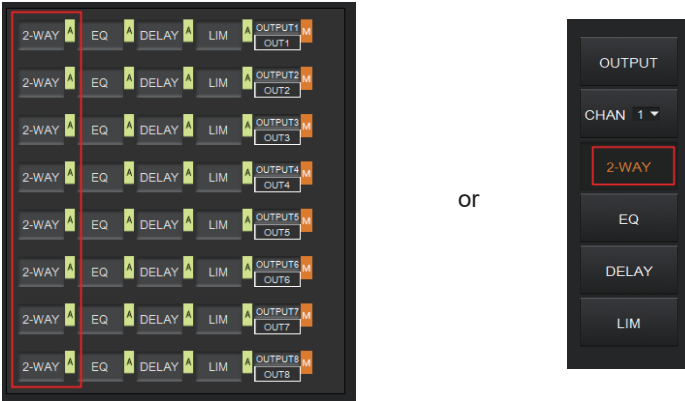 2-WAY A EQ A DELAY A LIM A OUTPUT1 M
OUT1
2-WAY A EQ A DELAY A LIM A OUTPUT2 M
OUT2
2-WAY A EQ A DELAY A LIM A OUTPUT3 M
OUT3
2-WAY A EQ A DELAY A LIM A OUTPUT4 M
OUT4
2-WAY A EQ A DELAY A LIM A OUTPUT5 M
OUT5
2-WAY A EQ A DELAY A LIM A OUTPUT6 M
OUT6
2-WAY A EQ A DELAY A LIM A OUTPUT7 M
OUT7
2-WAY A EQ A DELAY A LIM A OUTPUT8 M
OUT8
or
OUTPUT
CHAN 1
2-WAY
EQ
DELAY
LIM